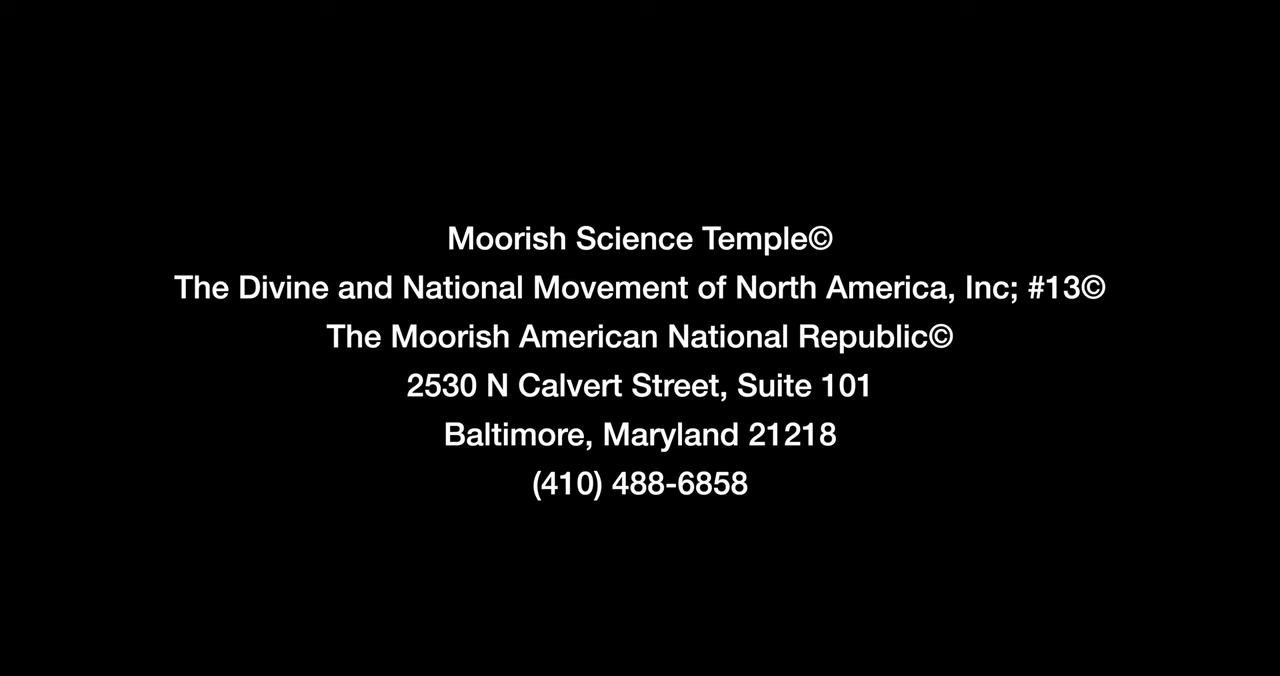 Moorish Science Temple©
The Divine and National Movement of North America, Inc; #13©
The Moorish American National Republic©
2530 N Calvert Street, Suite 101
Baltimore, Maryland 21218
(410) 488-6858